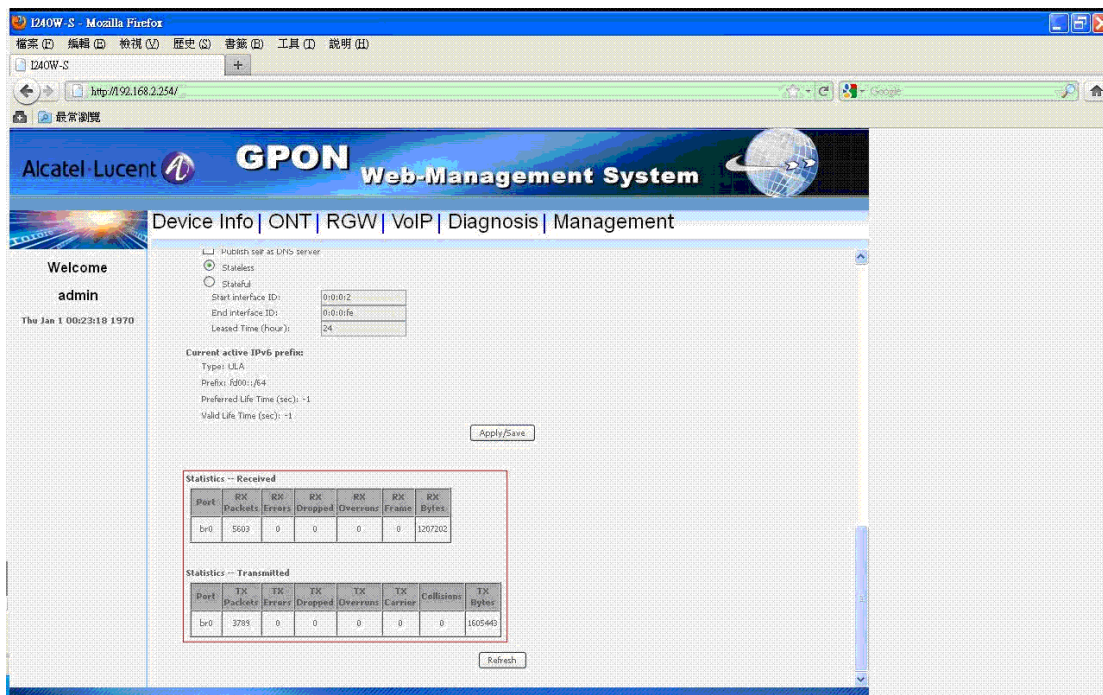 I240W-S - Mozilla Firefox
檔案(F) 編輯(E) 檢視(V) 歷史(S) 書籤(B) 工具(T) 說明(H)
I240W-S
http://192.168.2.254/
Google
最常瀏覽
Alcatel·Lucent
GPON Web-Management System
Device Info | ONT | RGW | VoIP | Diagnosis | Management
Welcome
admin
Thu Jan 1 00:23:18 1970
Publish self as DNS server
Stateless
Stateful
Start interface ID: 0:0:0:2
End interface ID: 0:0:0:fe
Leased Time (hour): 24
Current active IPv6 prefix:
Type: ULA
Prefix: fd00::/64
Preferred Life Time (sec): -1
Valid Life Time (sec): -1
Apply/Save
Statistics -- Received
Port RX Packets RX Errors RX Dropped RX Overruns RX Frame RX Bytes
br0 5603 0 0 0 0 1207202
Statistics -- Transmitted
Port TX Packets TX Errors TX Dropped TX Overruns TX Carrier Collisions TX Bytes
br0 3789 0 0 0 0 0 1605443
Refresh